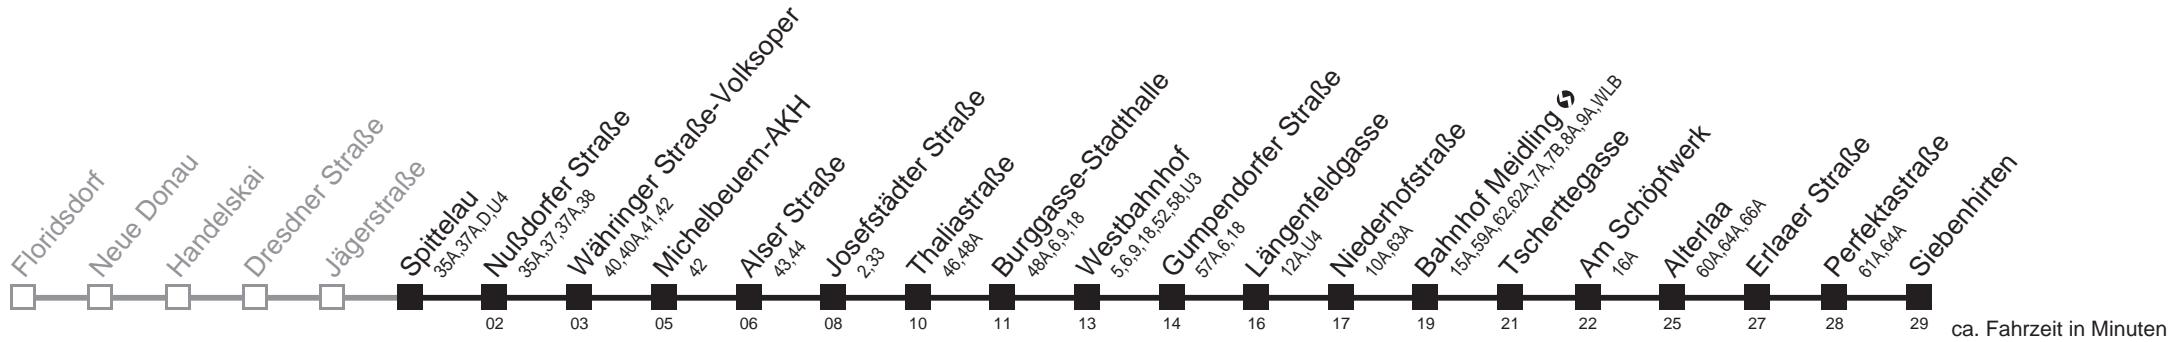 Floridsdorf
Neue Donau
Handelskai
Dresdner Straße
Jägerstraße
Spittelau
35A,37A,D,U4
Nußdorfer Straße
35A,37,37A,38
Währinger Straße-Volksoper
40,40A,41,42
Michelbeuern-AKH
42
Alser Straße
43,44
Josefstädter Straße
2,33
Thaliastraße
46,48A
Burggasse-Stadthalle
48A,6,9,18
Westbahnhof
5,6,9,18,52,58,U3
Gumpendorfer Straße
57A,6,18
Längenfeldgasse
12A,U4
Niederhofstraße
10A,63A
Bahnhof Meidling
15A,59A,62,62A,7A,7B,8A,9A,WLB
Tscherttegasse
Am Schöpfwerk
16A
Alterlaa
60A,64A,66A
Erlaaer Straße
Perfektastraße
61A,64A
Siebenhirten
02 03 05 06 08 10 11 13 14 16 17 19 21 22 25 27 28 29 ca. Fahrzeit in Minuten